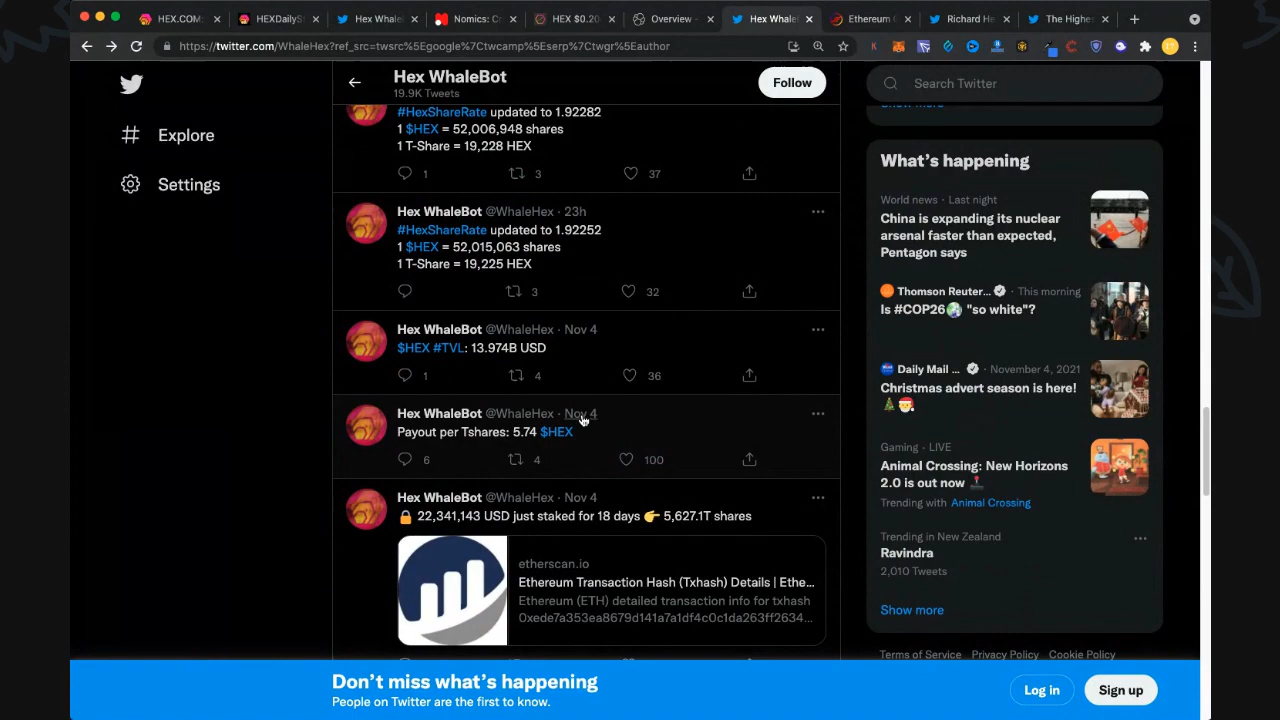 HEX.COM:
HEXDailySt
Hex Whale
Nomics: Cr
HEX $0.20
Overview –
Hex Whale
Ethereum
Richard He
The Highes
https://twitter.com/WhaleHex?ref_src=twsrc%5Egoogle%7Ctwcamp%5Eserp%7Ctwgr%5Eauthor
Explore
Settings
Hex WhaleBot
19.9K Tweets
Follow
#HexShareRate updated to 1.92282
1 $HEX = 52,006,948 shares
1 T-Share = 19,228 HEX
1 3 37
Hex WhaleBot @WhaleHex · 23h
#HexShareRate updated to 1.92252
1 $HEX = 52,015,063 shares
1 T-Share = 19,225 HEX
3 32
Hex WhaleBot @WhaleHex · Nov 4
$HEX #TVL: 13.974B USD
1 4 36
Hex WhaleBot @WhaleHex · Nov 4
Payout per Tshares: 5.74 $HEX
6 4 100
Hex WhaleBot @WhaleHex · Nov 4
🔒 22,341,143 USD just staked for 18 days 👉 5,627.1T shares
etherscan.io
Ethereum Transaction Hash (Txhash) Details | Ethe...
Ethereum (ETH) detailed transaction info for txhash
0xede7a353ea8679d141a7a1df4c0c1da263ff2634...
Search Twitter
Show more
What's happening
World news · Last night
China is expanding its nuclear
arsenal faster than expected,
Pentagon says
Thomson Reuter... · This morning
Is #COP26 "so white"?
Daily Mail ... · November 4, 2021
Christmas advert season is here!
🎄🎅
Gaming · LIVE
Animal Crossing: New Horizons
2.0 is out now
Trending with Animal Crossing
Trending in New Zealand
Ravindra
2,010 Tweets
Show more
Terms of Service Privacy Policy Cookie Policy
Don't miss what's happening
People on Twitter are the first to know.
Log in
Sign up